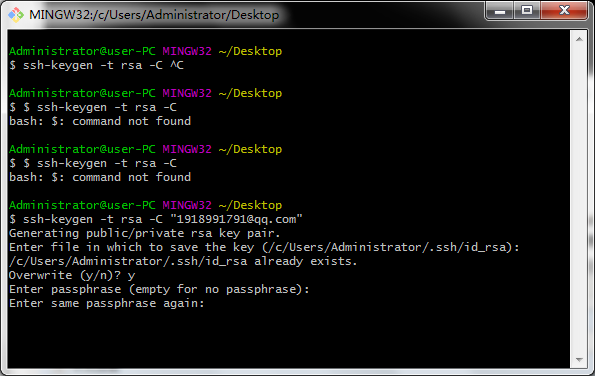 MINGW32:/c/Users/Administrator/Desktop
Administrator@user-PC MINGW32 ~/Desktop
$ ssh-keygen -t rsa -C ^C
Administrator@user-PC MINGW32 ~/Desktop
$ $ ssh-keygen -t rsa -C
bash: $: command not found
Administrator@user-PC MINGW32 ~/Desktop
$ $ ssh-keygen -t rsa -C
bash: $: command not found
Administrator@user-PC MINGW32 ~/Desktop
$ ssh-keygen -t rsa -C "1918991791@qq.com"
Generating public/private rsa key pair.
Enter file in which to save the key (/c/Users/Administrator/.ssh/id_rsa):
/c/Users/Administrator/.ssh/id_rsa already exists.
Overwrite (y/n)? y
Enter passphrase (empty for no passphrase):
Enter same passphrase again: